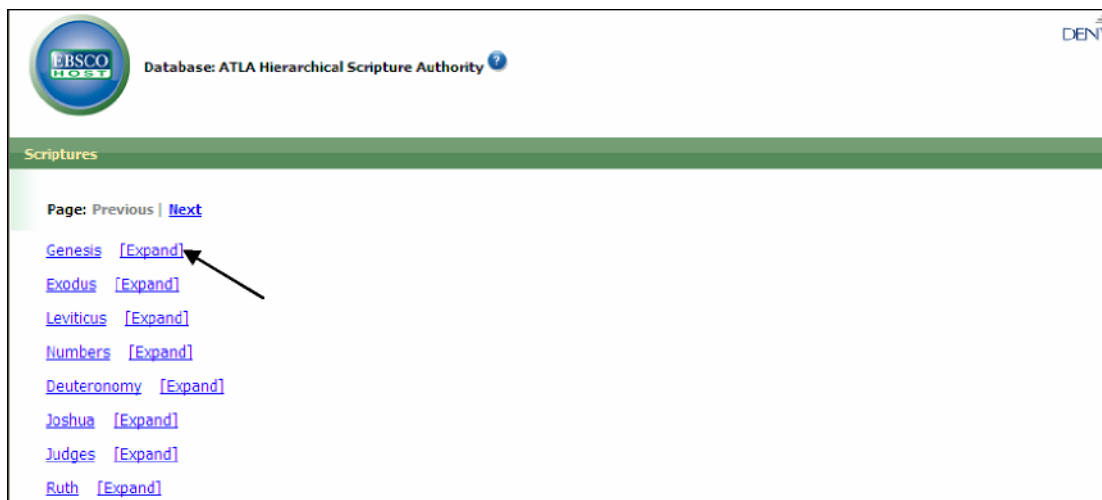 DEN
EBSCO
HOST
Database: ATLA Hierarchical Scripture Authority ?
Scriptures
Page: Previous | Next
Genesis [Expand]
Exodus [Expand]
Leviticus [Expand]
Numbers [Expand]
Deuteronomy [Expand]
Joshua [Expand]
Judges [Expand]
Ruth [Expand]